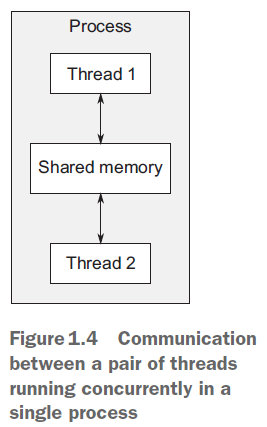 Process
Thread 1
Shared memory
Thread 2
Figure 1.4 Communication
between a pair of threads
running concurrently in a
single process